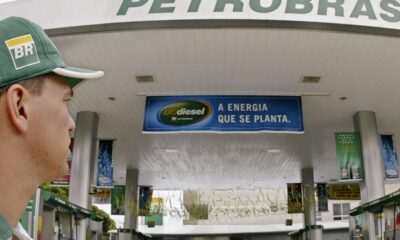 PETROBRAS
BR
biodiesel
A ENERGIA
QUE SE PLANTA.